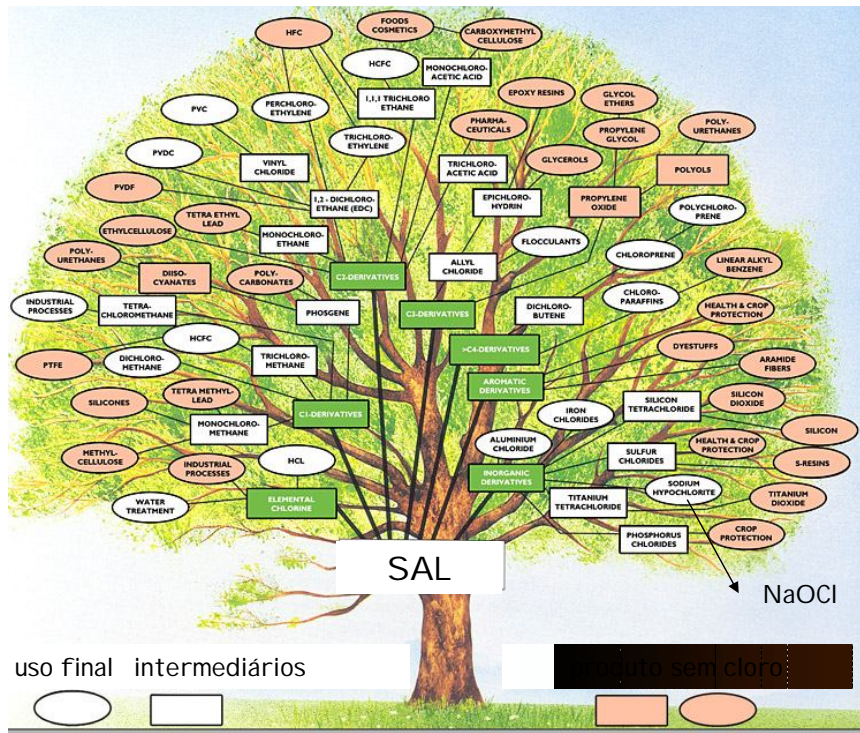 FOODS
COSMETICS
CARBOXYMETHYL
CELLULOSE
HFC
HCFC
MONOCHLORO-
ACETIC ACID
PVC
PERCHLORO-
ETHYLENE
1,1,1 TRICHLORO
ETHANE
EPOXY RESINS
GLYCOL
ETHERS
PHARMA-
CEUTICALS
PROPYLENE
GLYCOL
POLY-
URETHANES
PVDC
TRICHLORO-
ETHYLENE
VINYL
CHLORIDE
TRICHLORO-
ACETIC ACID
GLYCEROLS
POLYOLS
PVDF
1,2 - DICHLORO-
ETHANE (EDC)
EPICHLORO-
HYDRIN
PROPYLENE
OXIDE
POLYCHLORO-
PRENE
ETHYLCELLULOSE
TETRA ETHYL
LEAD
MONOCHLORO-
ETHANE
FLOCCULANTS
CHLOROPRENE
POLY-
URETHANES
DIISO-
CYANATES
POLY-
CARBONATES
C2-DERIVATIVES
ALLYL
CHLORIDE
LINEAR ALKYL
BENZENE
INDUSTRIAL
PROCESSES
TETRA-
CHLOROMETHANE
PHOSGENE
C3-DERIVATIVES
DICHLORO-
BUTENE
CHLORO-
PARAFFINS
HEALTH & CROP
PROTECTION
HCFC
>C4-DERIVATIVES
DYESTUFFS
PTFE
DICHLORO-
METHANE
TRICHLORO-
METHANE
AROMATIC
DERIVATIVES
ARAMIDE
FIBERS
SILICONES
TETRA METHYL-
LEAD
C1-DERIVATIVES
IRON
CHLORIDES
SILICON
TETRACHLORIDE
SILICON
DIOXIDE
MONOCHLORO-
METHANE
ALUMINIUM
CHLORIDE
HEALTH & CROP
PROTECTION
SILICON
METHYL-
CELLULOSE
INDUSTRIAL
PROCESSES
HCL
INORGANIC
DERIVATIVES
SULFUR
CHLORIDES
S-RESINS
WATER
TREATMENT
ELEMENTAL
CHLORINE
TITANIUM
TETRACHLORIDE
SODIUM
HYPOCHLORITE
TITANIUM
DIOXIDE
PHOSPHORUS
CHLORIDES
CROP
PROTECTION
SAL
NaOCl
uso final intermediários
produto sem cloro